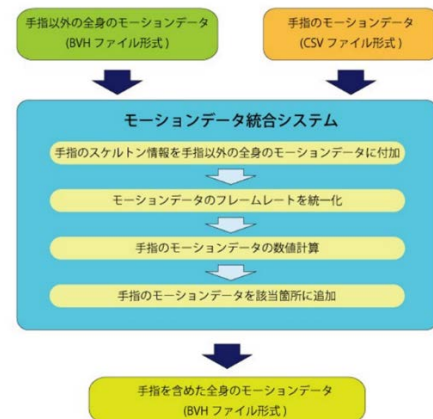 手指以外の全身のモーションデータ
(BVH ファイル形式)
手指のモーションデータ
(CSV ファイル形式)
モーションデータ統合システム
手指のスケルトン情報を手指以外の全身のモーションデータに付加
モーションデータのフレームレートを統一化
手指のモーションデータの数値計算
手指のモーションデータを該当箇所に追加
手指を含めた全身のモーションデータ
(BVH ファイル形式)